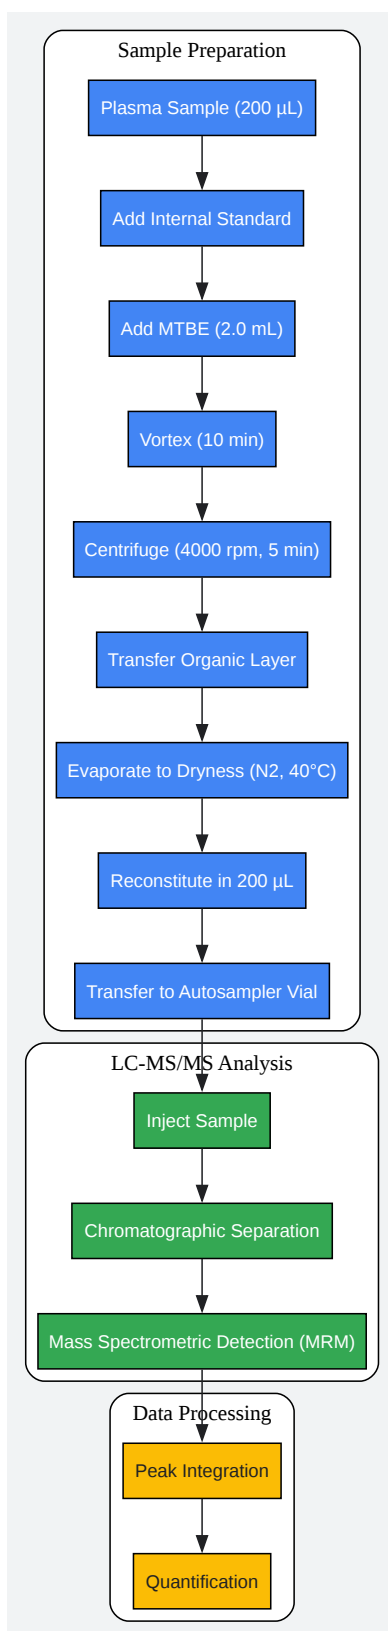 Sample Preparation
Plasma Sample (200 µL)
Add Internal Standard
Add MTBE (2.0 mL)
Vortex (10 min)
Centrifuge (4000 rpm, 5 min)
Transfer Organic Layer
Evaporate to Dryness (N2, 40°C)
Reconstitute in 200 µL
Transfer to Autosampler Vial
LC-MS/MS Analysis
Inject Sample
Chromatographic Separation
Mass Spectrometric Detection (MRM)
Data Processing
Peak Integration
Quantification